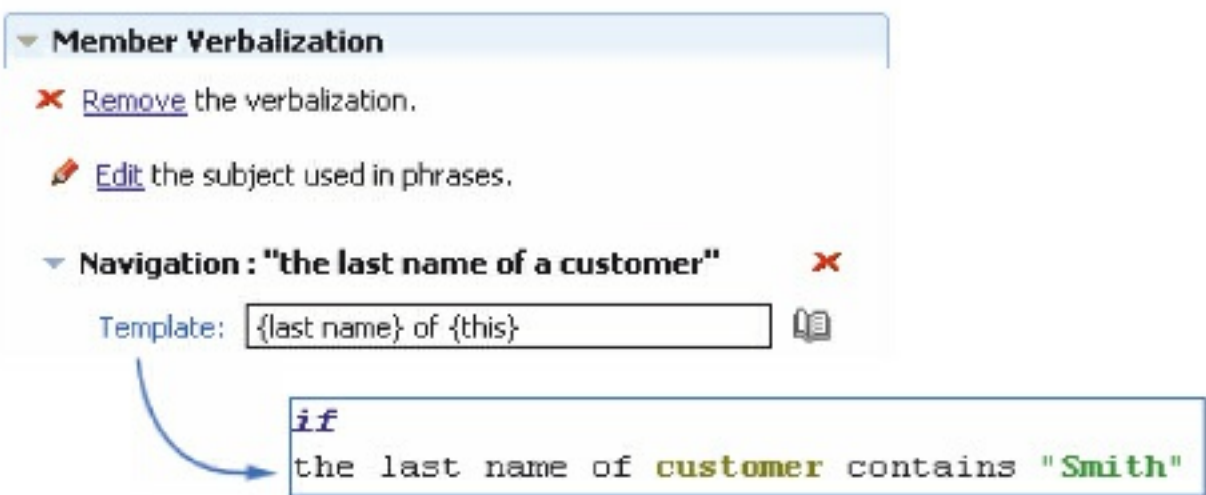 Member Verbalization
Remove the verbalization.
Edit the subject used in phrases.
Navigation : "the last name of a customer"
Template: {last name} of {this}
if
the last name of customer contains "Smith"